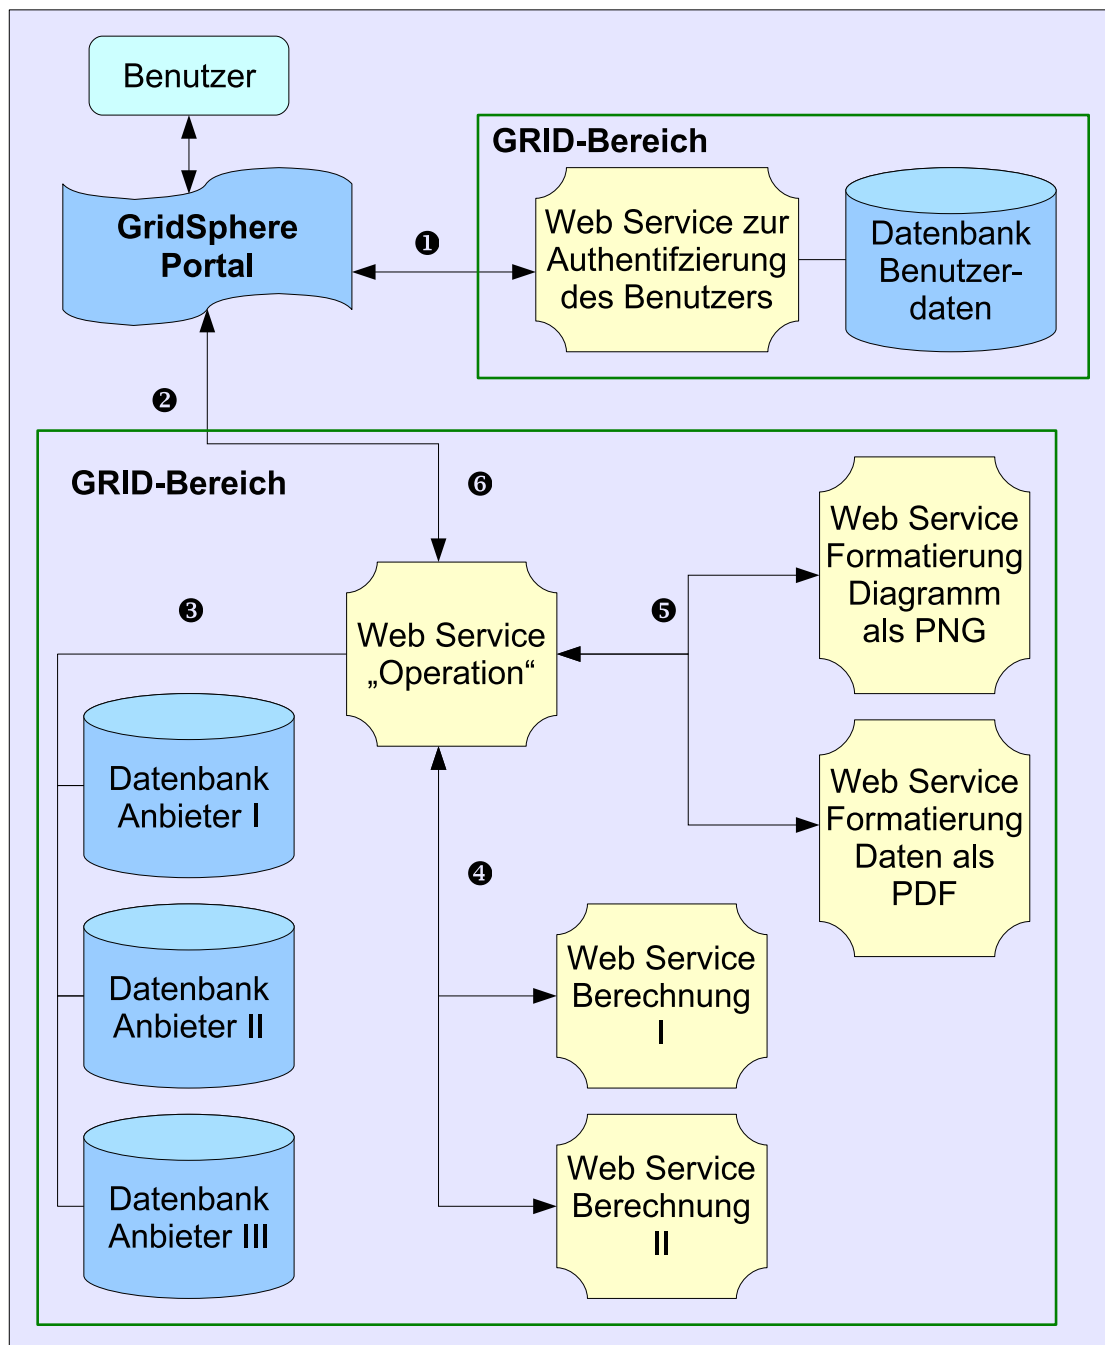 Benutzer
GridSphere
Portal
❶
GRID-Bereich
Web Service zur
Authentifzierung
des Benutzers
Datenbank
Benutzer-
daten
❷
GRID-Bereich
❻
❸
Web Service
„Operation“
❺
Web Service
Formatierung
Diagramm
als PNG
Web Service
Formatierung
Daten als
PDF
Datenbank
Anbieter I
Datenbank
Anbieter II
Datenbank
Anbieter III
❹
Web Service
Berechnung
I
Web Service
Berechnung
II